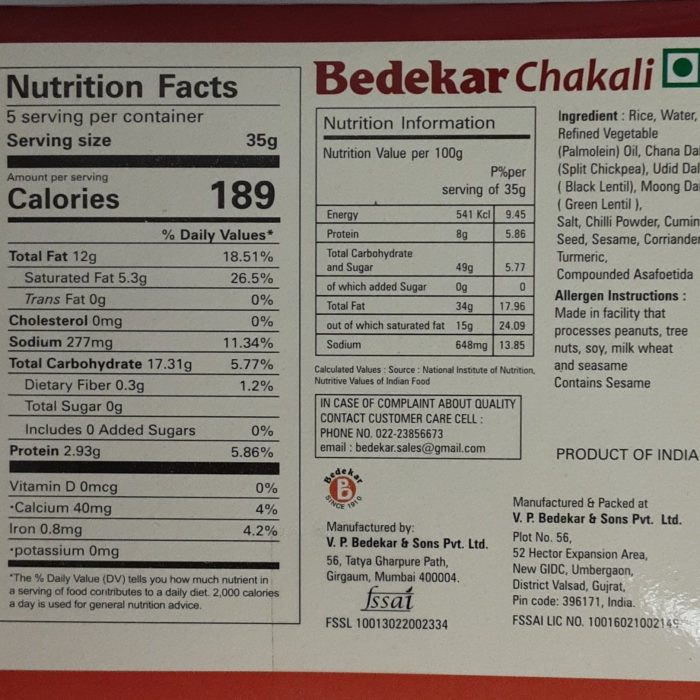 Nutrition Facts
5 serving per container
Serving size 35g
Amount per serving
Calories 189
% Daily Values*
Total Fat 12g 18.51%
Saturated Fat 5.3g 26.5%
Trans Fat 0g 0%
Cholesterol 0mg 0%
Sodium 277mg 11.34%
Total Carbohydrate 17.31g 5.77%
Dietary Fiber 0.3g 1.2%
Total Sugar 0g
Includes 0 Added Sugars 0%
Protein 2.93g 5.86%
Vitamin D 0mcg 0%
·Calcium 40mg 4%
Iron 0.8mg 4.2%
·potassium 0mg
*The % Daily Value (DV) tells you how much nutrient in
a serving of food contributes to a daily diet. 2,000 calories
a day is used for general nutrition advice.
Bedekar Chakali
Nutrition Information
Nutrition Value per 100g
P%per
serving of 35g
Energy 541 Kcl 9.45
Protein 8g 5.86
Total Carbohydrate
and Sugar 49g 5.77
of which added Sugar 0g 0
Total Fat 34g 17.96
out of which saturated fat 15g 24.09
Sodium 648mg 13.85
Calculated Values : Source : National Institute of Nutrition,
Nutritive Values of Indian Food
IN CASE OF COMPLAINT ABOUT QUALITY
CONTACT CUSTOMER CARE CELL :
PHONE NO. 022-23856673
email : bedekar.sales@gmail.com
Bedekar
B
SINCE 1910
Manufactured by:
V. P. Bedekar & Sons Pvt. Ltd.
56, Tatya Gharpure Path,
Girgaum, Mumbai 400004.
fssai
FSSL 10013022002334
Ingredient : Rice, Water,
Refined Vegetable
(Palmolein) Oil, Chana Dal
(Split Chickpea), Udid Dal
( Black Lentil), Moong Da
( Green Lentil ),
Salt, Chilli Powder, Cumin
Seed, Sesame, Corriander
Turmeric,
Compounded Asafoetida
Allergen Instructions :
Made in facility that
processes peanuts, tree
nuts, soy, milk wheat
and seasame
Contains Sesame
PRODUCT OF INDIA
Manufactured & Packed at
V. P. Bedekar & Sons Pvt. Ltd.
Plot No. 56,
52 Hector Expansion Area,
New GIDC, Umbergaon,
District Valsad, Gujrat,
Pin code: 396171, India.
FSSAI LIC NO. 10016021002149